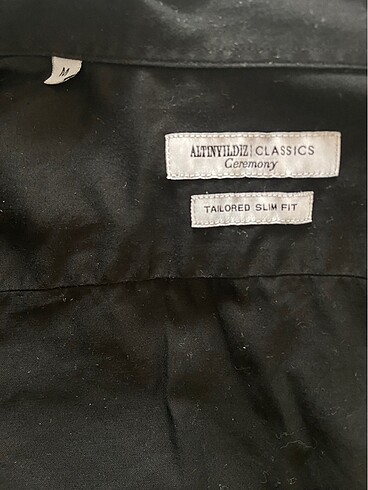 M
ALTINYILDIZ | CLASSICS
Ceremony
TAILORED SLIM FIT